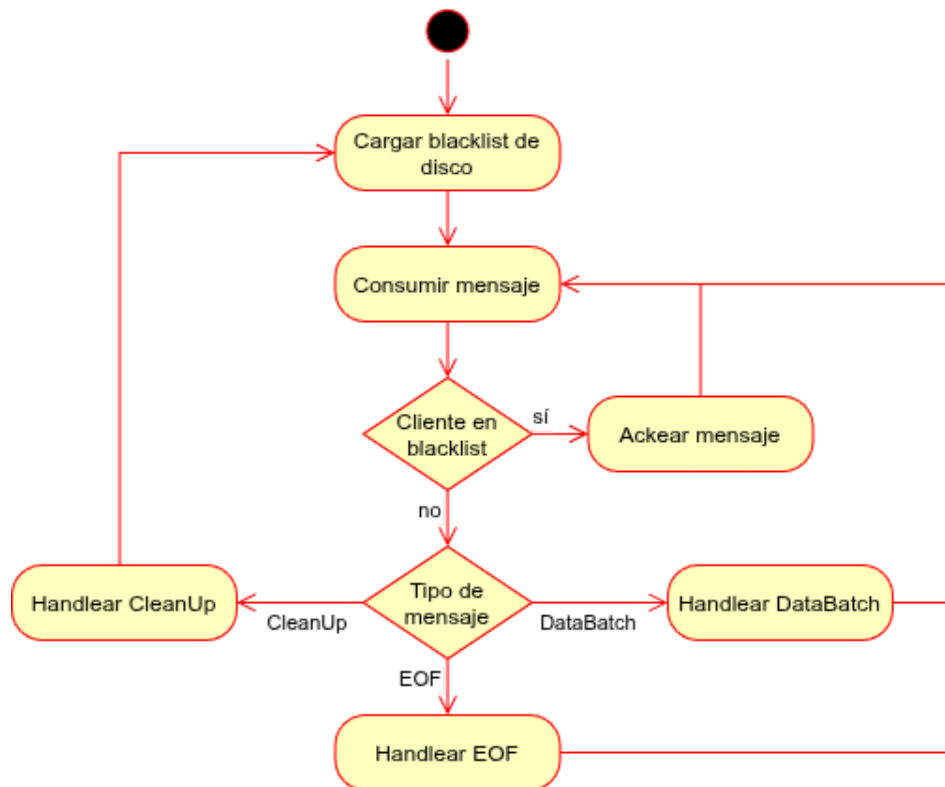 Cargar blacklist de
disco
Consumir mensaje
Cliente en
blacklist
sí
Ackear mensaje
no
Tipo de
mensaje
Handlear CleanUp
CleanUp
DataBatch
Handlear DataBatch
EOF
Handlear EOF